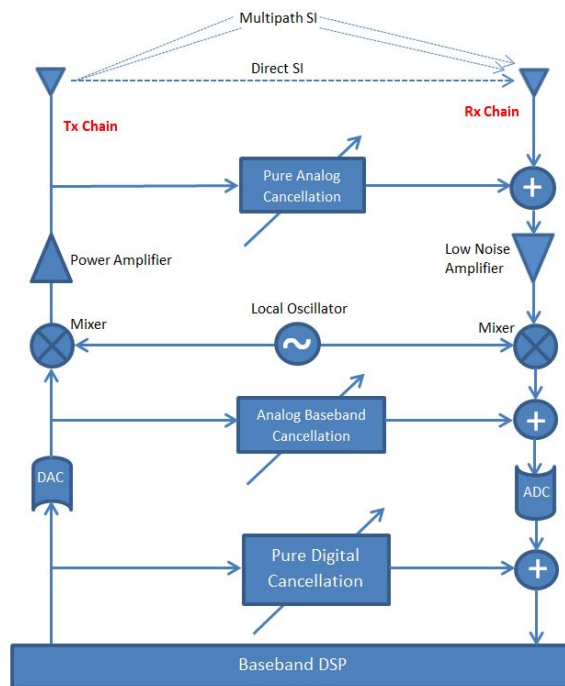 Multipath SI
Direct SI
Tx Chain
Rx Chain
Pure Analog
Cancellation
Power Amplifier
Low Noise
Amplifier
Mixer
Local Oscillator
Mixer
Analog Baseband
Cancellation
DAC
ADC
Pure Digital
Cancellation
Baseband DSP